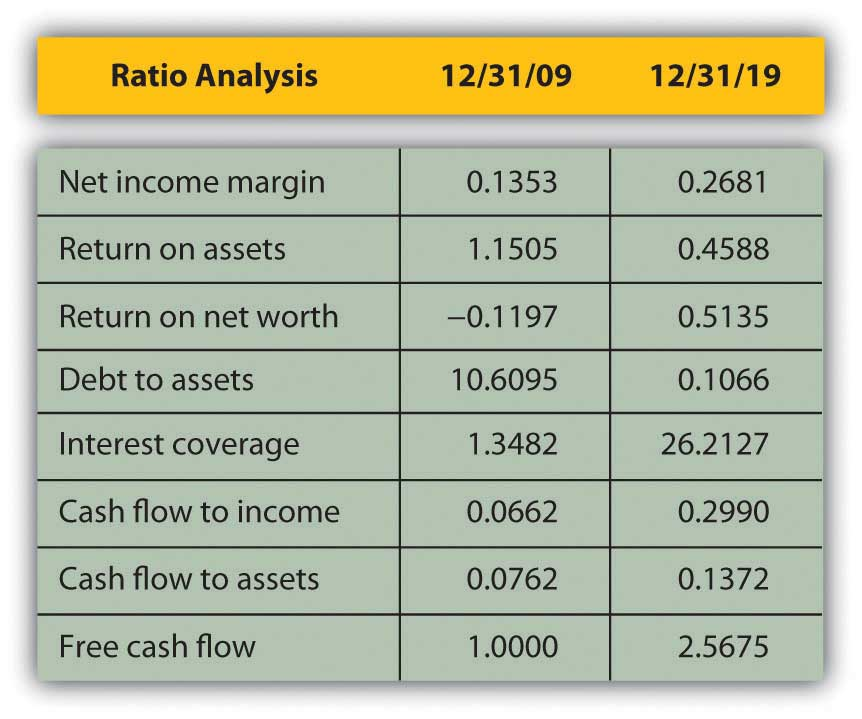 Ratio Analysis 12/31/09 12/31/19
Net income margin 0.1353 0.2681
Return on assets 1.1505 0.4588
Return on net worth −0.1197 0.5135
Debt to assets 10.6095 0.1066
Interest coverage 1.3482 26.2127
Cash flow to income 0.0662 0.2990
Cash flow to assets 0.0762 0.1372
Free cash flow 1.0000 2.5675